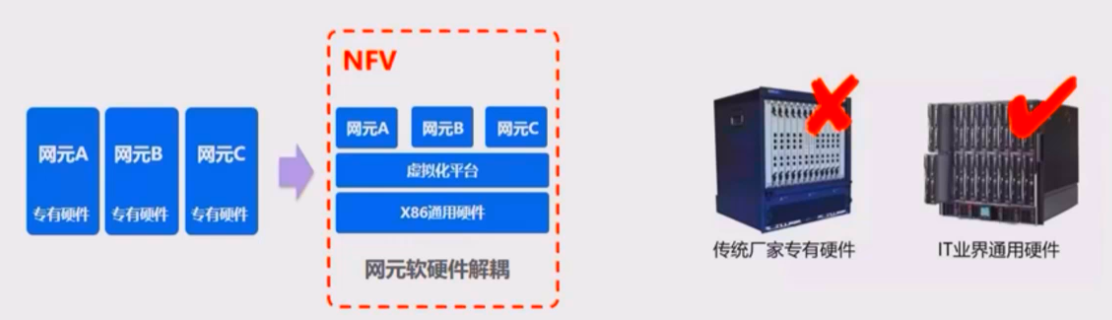 网元A
专有硬件
网元B
专有硬件
网元C
专有硬件
NFV
网元A
网元B
网元C
虚拟化平台
X86通用硬件
网元软硬件解耦
传统厂家专有硬件
IT业界通用硬件